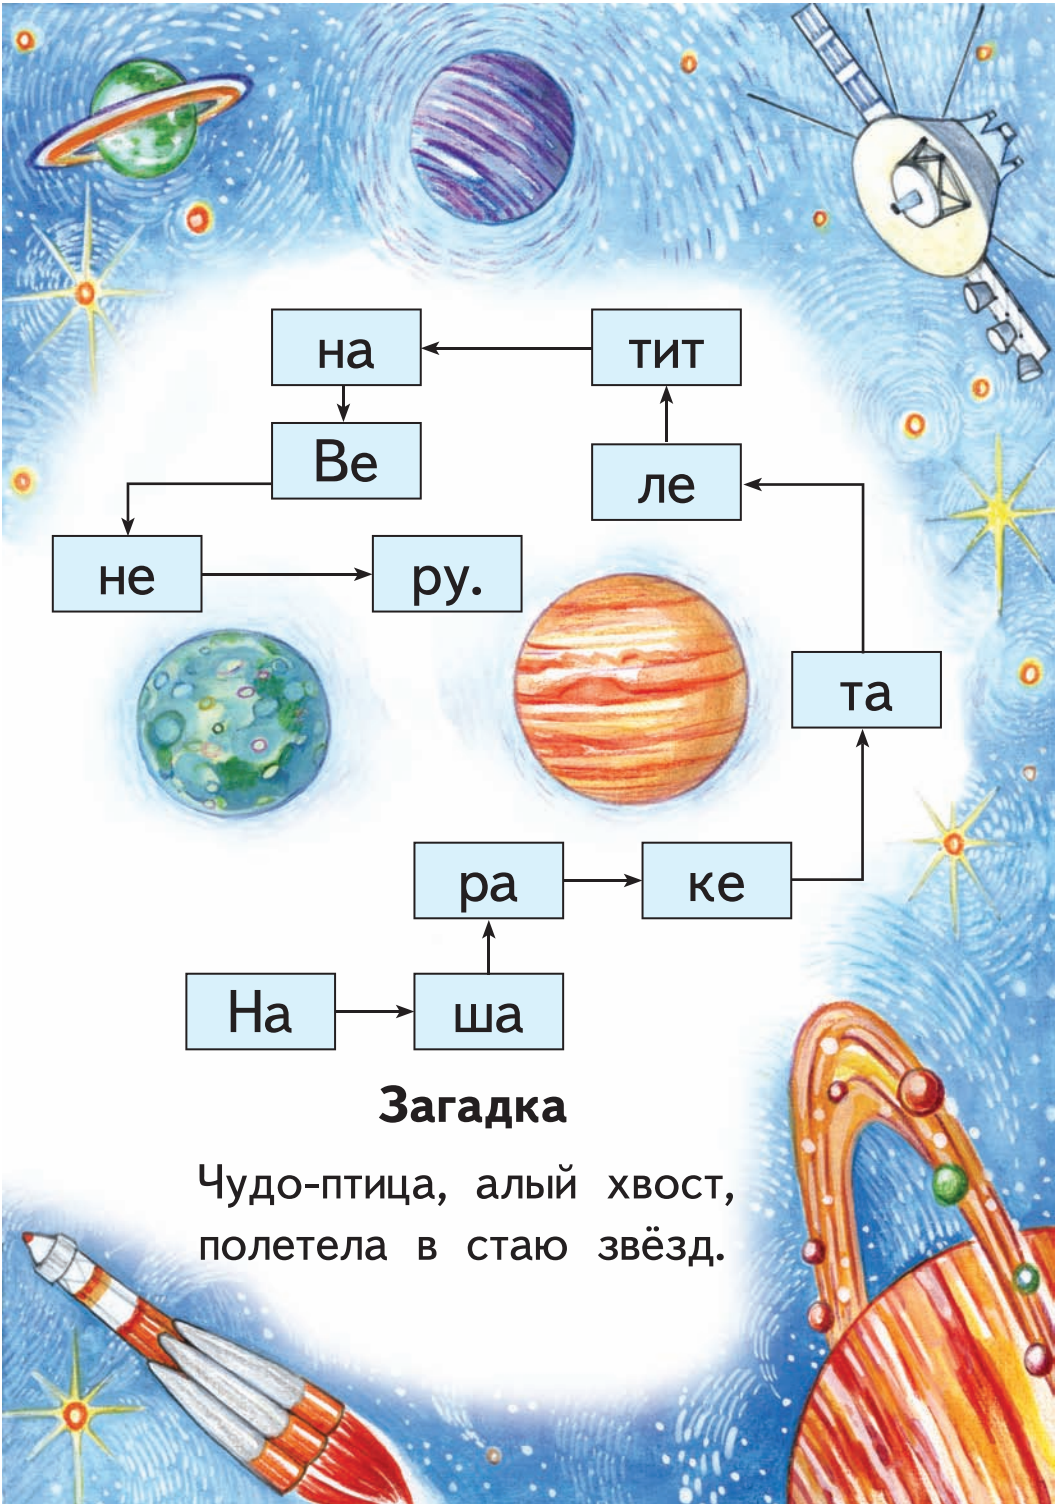 на тит
Ве
ле
не ру.
та
ра ке
На ша
Загадка
Чудо-птица, алый хвост,
полетела в стаю звёзд.